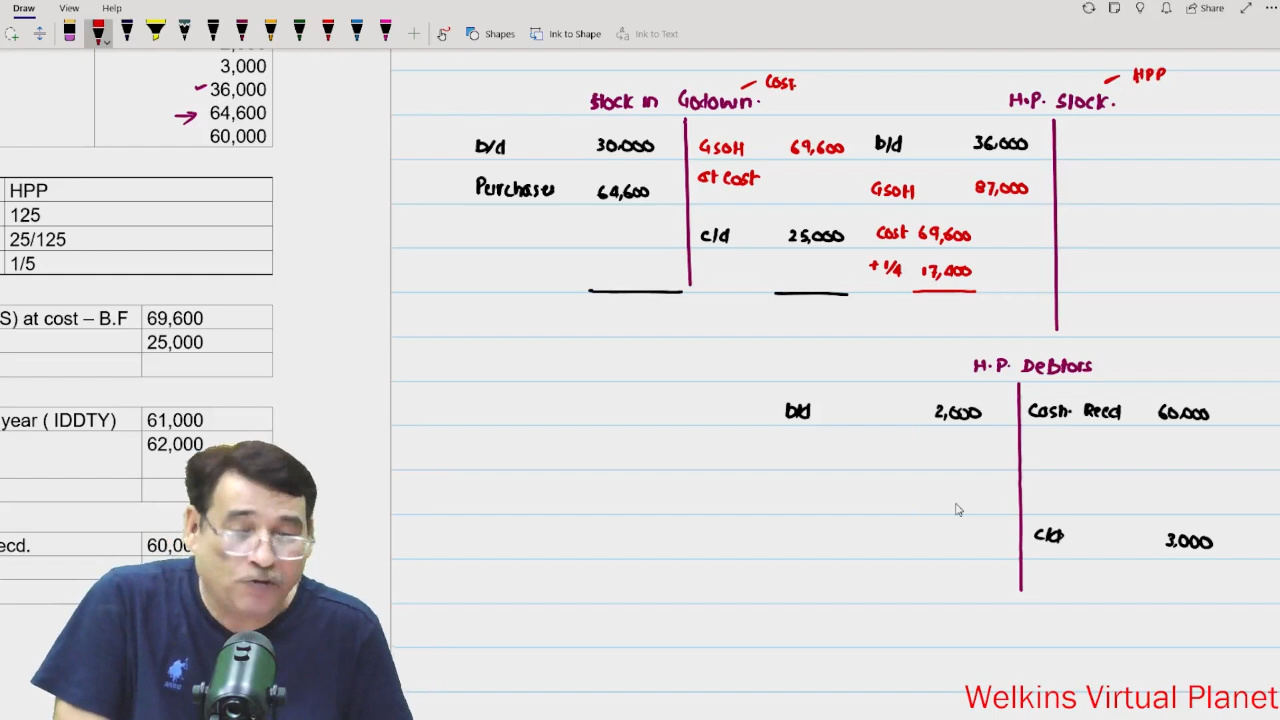 Draw View Help
Share
Shapes Ink to Shape Ink to Text
3,000
36,000
64,600
60,000
HPP
125
25/125
1/5
S) at cost – B.F 69,600
25,000
year ( IDDTY) 61,000
62,000
ecd. 60,0
Cost
Stock in Godown.
b/d 30,000 GSOH 69,600
at cost
Purchases 64,600
c/d 25,000
HPP
H.P. Stock.
b/d 36,000
GSOH 87,000
Cost 69,600
+ 1/4 17,400
H.P. Debtors
b/d 2,000 Cash Recd 60,000
c/d 3,000
Welkins Virtual Planet